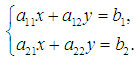 a₁₁x + a₁₂y = b₁,
a₂₁x + a₂₂y = b₂.